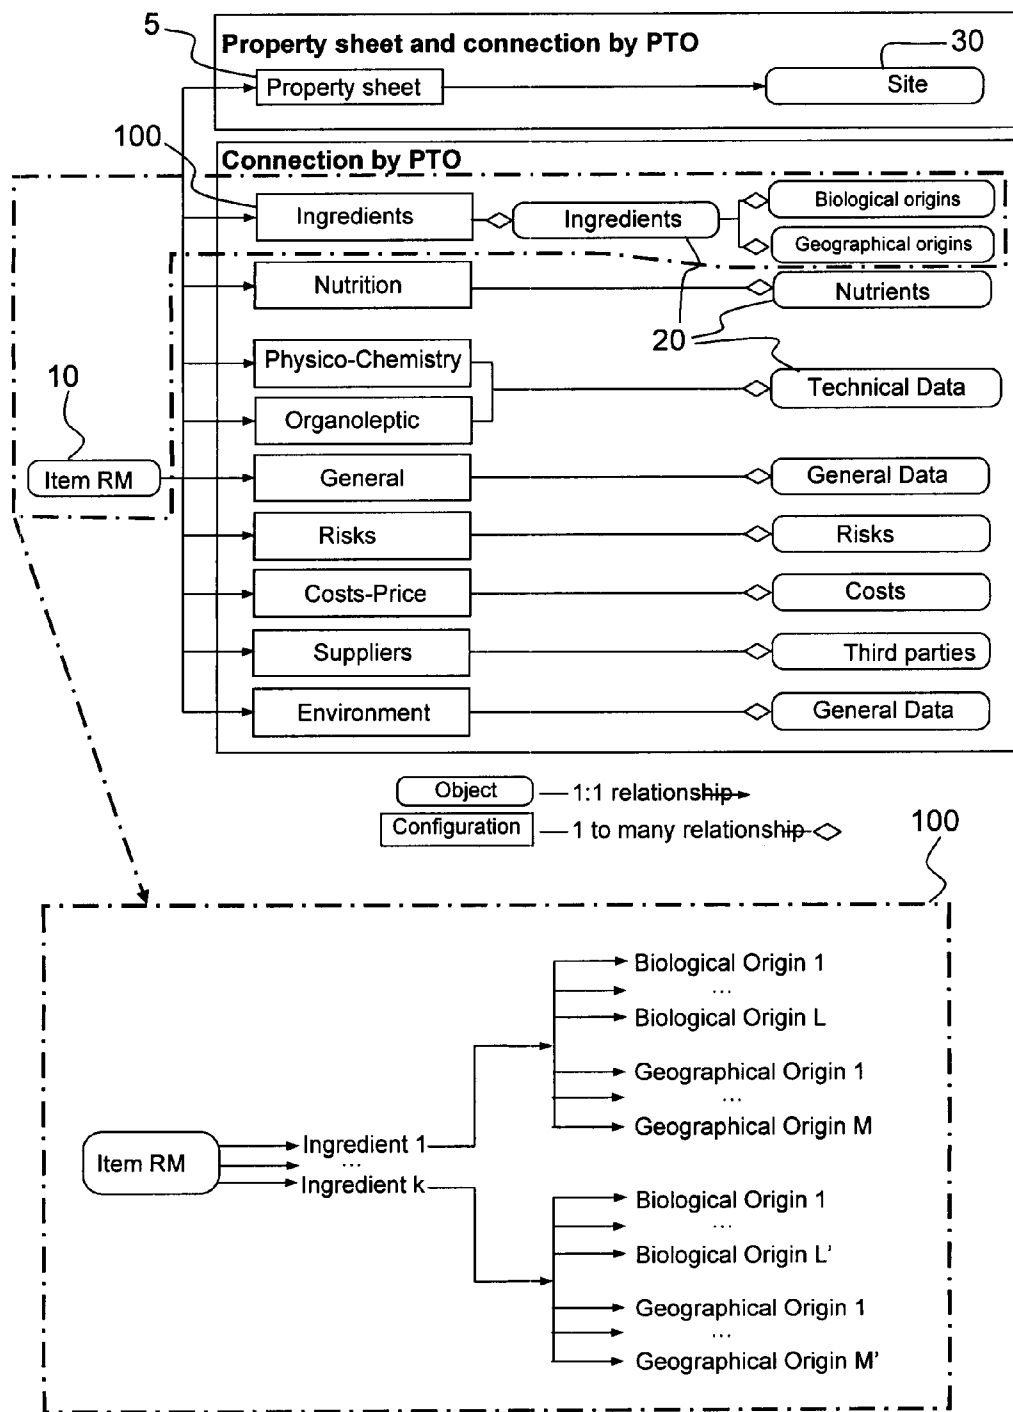 5
Property sheet and connection by PTO
30
Property sheet
Site
100
Connection by PTO
Ingredients
Ingredients
Biological origins
Geographical origins
Nutrition
Nutrients
20
Physico-Chemistry
Technical Data
Organoleptic
10
Item RM
General
General Data
Risks
Risks
Costs-Price
Costs
Suppliers
Third parties
Environment
General Data
Object
1:1 relationship
Configuration
1 to many relationship
100
Biological Origin 1
...
Biological Origin L
Geographical Origin 1
...
Geographical Origin M
Item RM
Ingredient 1
...
Ingredient k
Biological Origin 1
...
Biological Origin L'
Geographical Origin 1
...
Geographical Origin M'